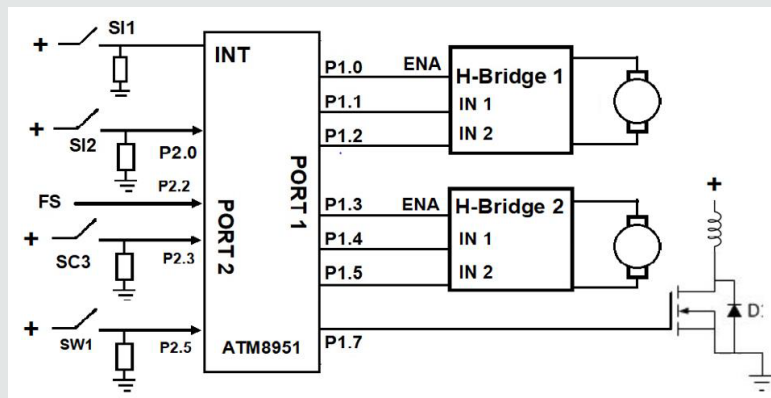 +
SI1
INT
P1.0
ENA
H-Bridge 1
P1.1
IN 1
P1.2
IN 2
+
SI2
P2.0
P2.2
FS
PORT 1
PORT 2
+
SC3
P2.3
P1.3
ENA
H-Bridge 2
P1.4
IN 1
P1.5
IN 2
+
+
SW1
P2.5
ATM8951
P1.7